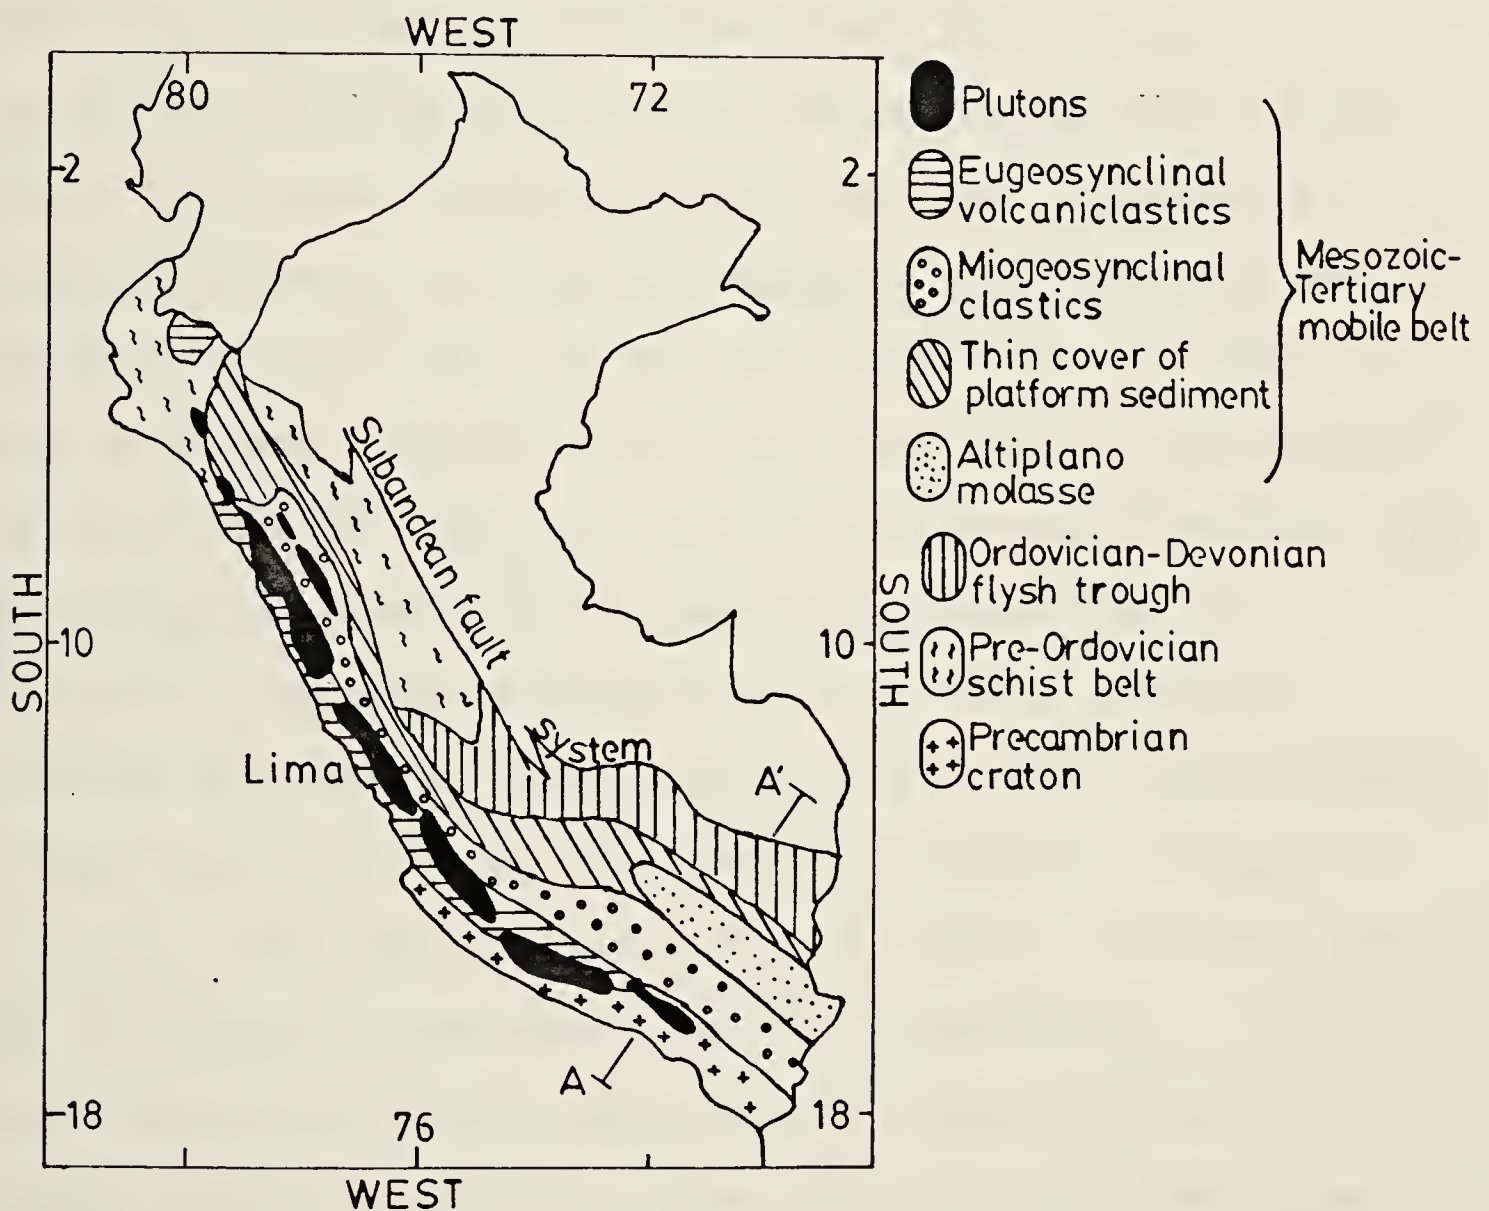 WEST
80
72
2
2
SOUTH
10
10
SOUTH
Subandean fault
system
Lima
A'
A
18
18
76
WEST
Plutons
Eugeosynclinal
volcaniclastics
Miogeosynclinal
clastics
Thin cover of
platform sediment
Altiplano
molasse
Mesozoic-
Tertiary
mobile belt
Ordovician-Devonian
flysh trough
Pre-Ordovician
schist belt
Precambrian
craton